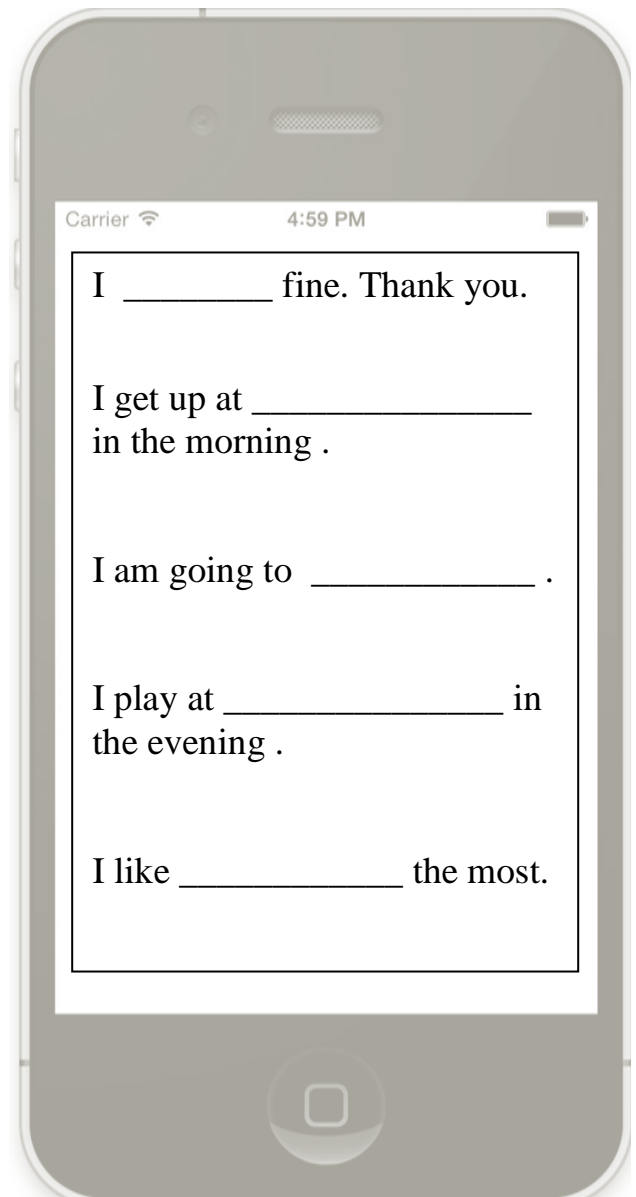 Carrier 4:59 PM
I ________ fine. Thank you.
I get up at _______________
in the morning .
I am going to ____________ .
I play at _______________ in
the evening .
I like ____________ the most.